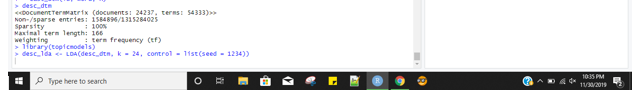 > desc_dtm
<<DocumentTermMatrix (documents: 24237, terms: 54333)>>
Non-/sparse entries: 1584896/1315284025
Sparsity           : 100%
Maximal term length: 166
Weighting          : term frequency (tf)
> library(topicmodels)
> desc_lda <- LDA(desc_dtm, k = 24, control = list(seed = 1234))
Type here to search
10:35 PM
11/30/2019